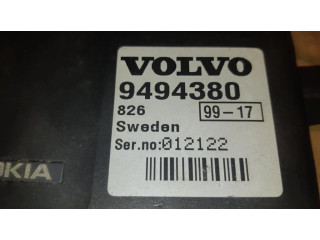 VOLVO
9494380
826 99-17
Sweden
Ser.no:012122
OKIA